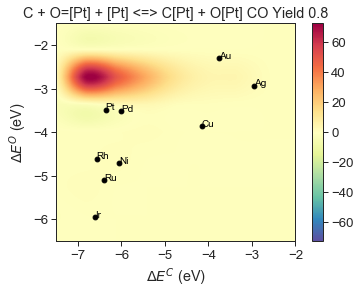 C + O=[Pt] + [Pt] <=> C[Pt] + O[Pt] CO Yield 0.8
−2
−3
−4
−5
−6
ΔE^O (eV)
Au
Ag
Pt
Pd
Cu
Rh
Ni
Ru
Ir
−7
−6
−5
−4
−3
−2
ΔE^C (eV)
60
40
20
0
−20
−40
−60